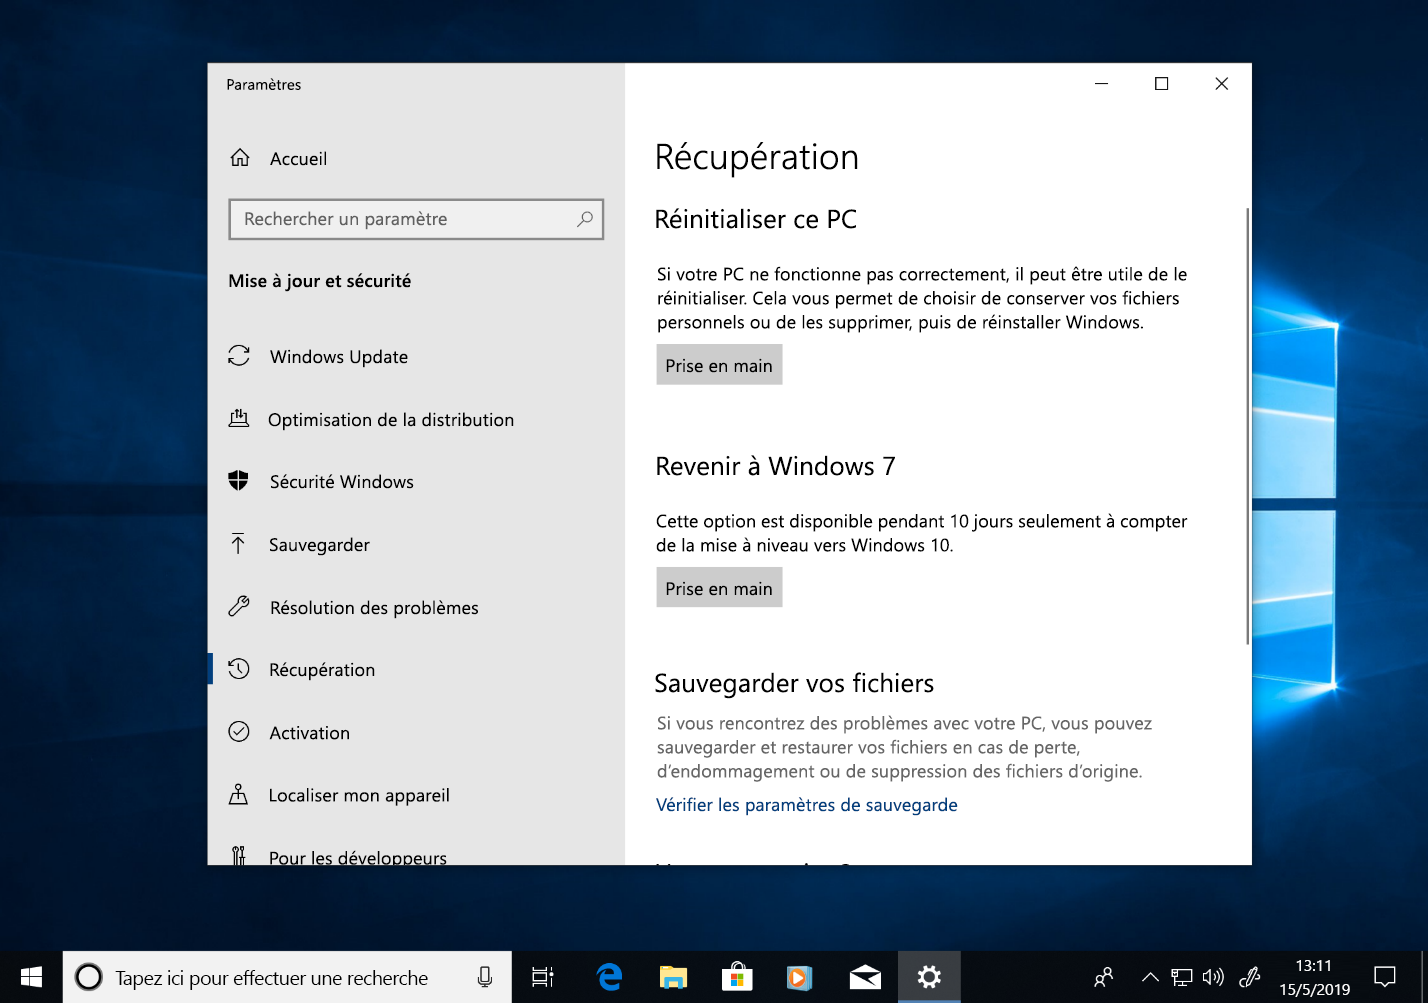 Paramètres
Accueil
Rechercher un paramètre
Mise à jour et sécurité
Windows Update
Optimisation de la distribution
Sécurité Windows
Sauvegarder
Résolution des problèmes
Récupération
Activation
Localiser mon appareil
Pour les développeurs
Récupération
Réinitialiser ce PC
Si votre PC ne fonctionne pas correctement, il peut être utile de le
réinitialiser. Cela vous permet de choisir de conserver vos fichiers
personnels ou de les supprimer, puis de réinstaller Windows.
Prise en main
Revenir à Windows 7
Cette option est disponible pendant 10 jours seulement à compter
de la mise à niveau vers Windows 10.
Prise en main
Sauvegarder vos fichiers
Si vous rencontrez des problèmes avec votre PC, vous pouvez
sauvegarder et restaurer vos fichiers en cas de perte,
d’endommagement ou de suppression des fichiers d’origine.
Vérifier les paramètres de sauvegarde
Tapez ici pour effectuer une recherche
13:11
15/5/2019